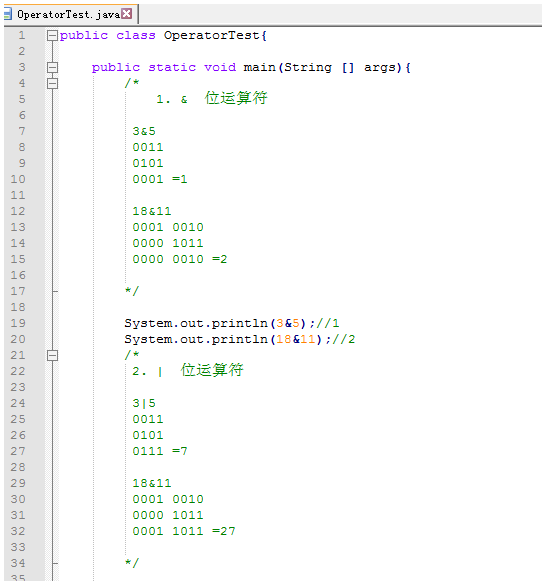 OperatorTest.java
1 public class OperatorTest{
2
3 public static void main(String [] args){
4 /*
5 1. & 位运算符
6
7 3&5
8 0011
9 0101
10 0001 =1
11
12 18&11
13 0001 0010
14 0000 1011
15 0000 0010 =2
16
17 */
18
19 System.out.println(3&5);//1
20 System.out.println(18&11);//2
21 /*
22 2. | 位运算符
23
24 3|5
25 0011
26 0101
27 0111 =7
28
29 18&11
30 0001 0010
31 0000 1011
32 0001 1011 =27
33
34 */
35